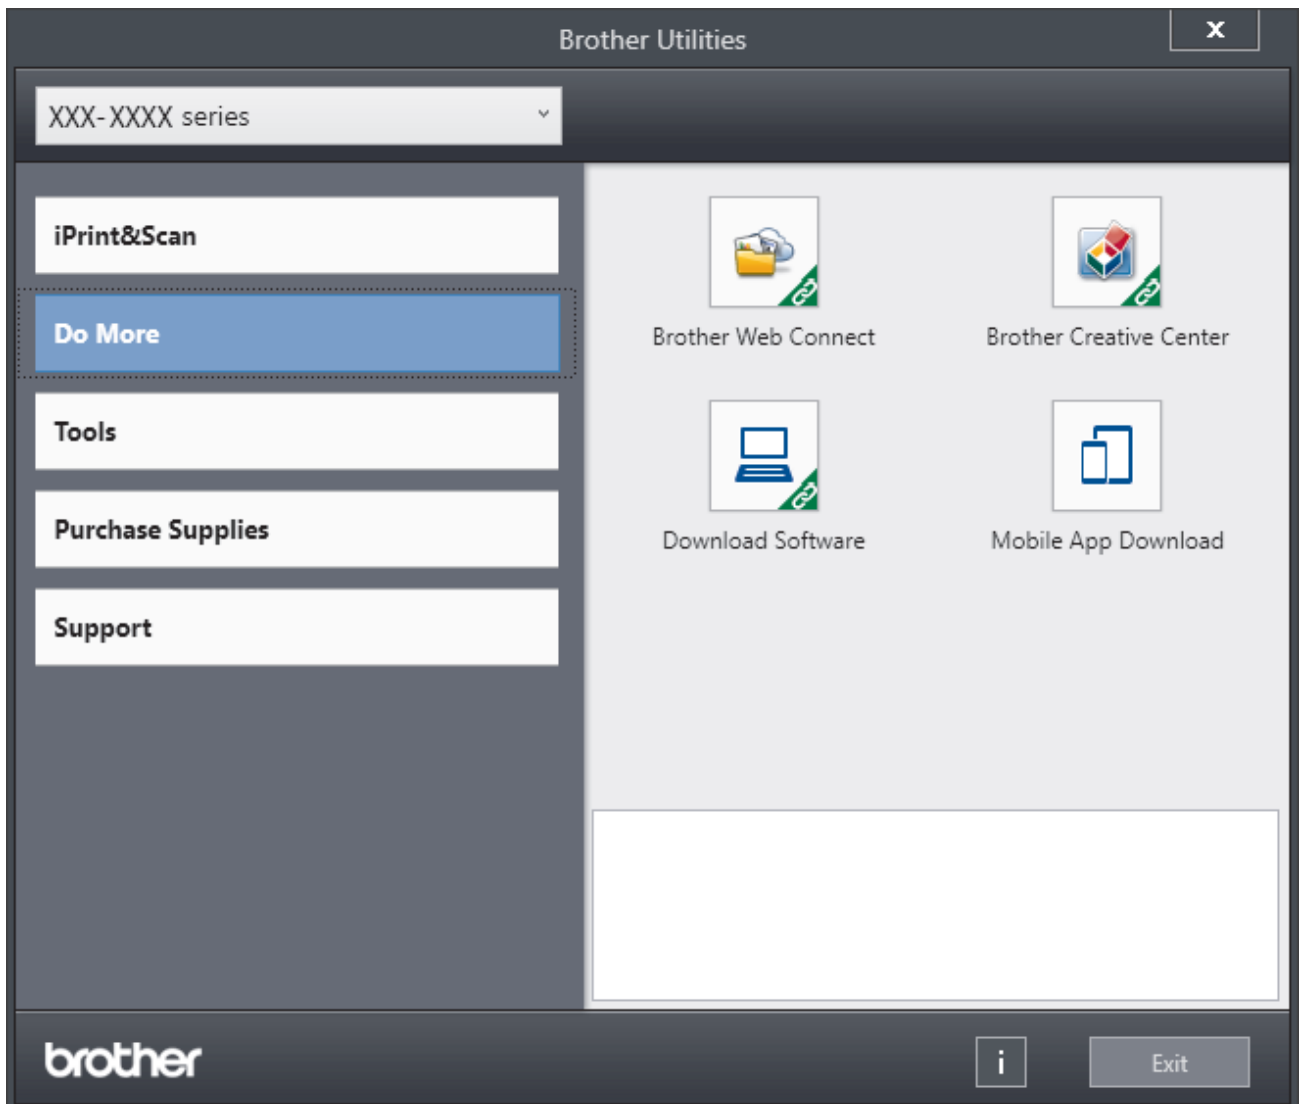 Brother Utilities
X
XXX-XXXX series
iPrint&Scan
Do More
Tools
Purchase Supplies
Support
Brother Web Connect
Brother Creative Center
Download Software
Mobile App Download
brother
i
Exit